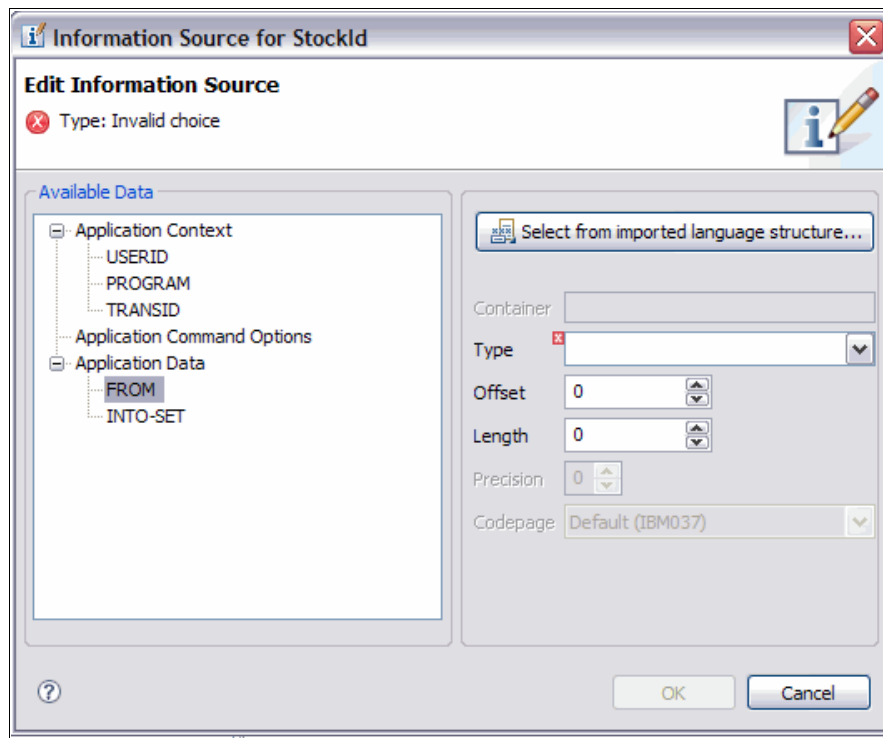 Information Source for StockId
Edit Information Source
Type: Invalid choice
Available Data
Application Context
USERID
PROGRAM
TRANSID
Application Command Options
Application Data
FROM
INTO-SET
Select from imported language structure...
Container
Type
Offset 0
Length 0
Precision 0
Codepage Default (IBM037)
OK Cancel